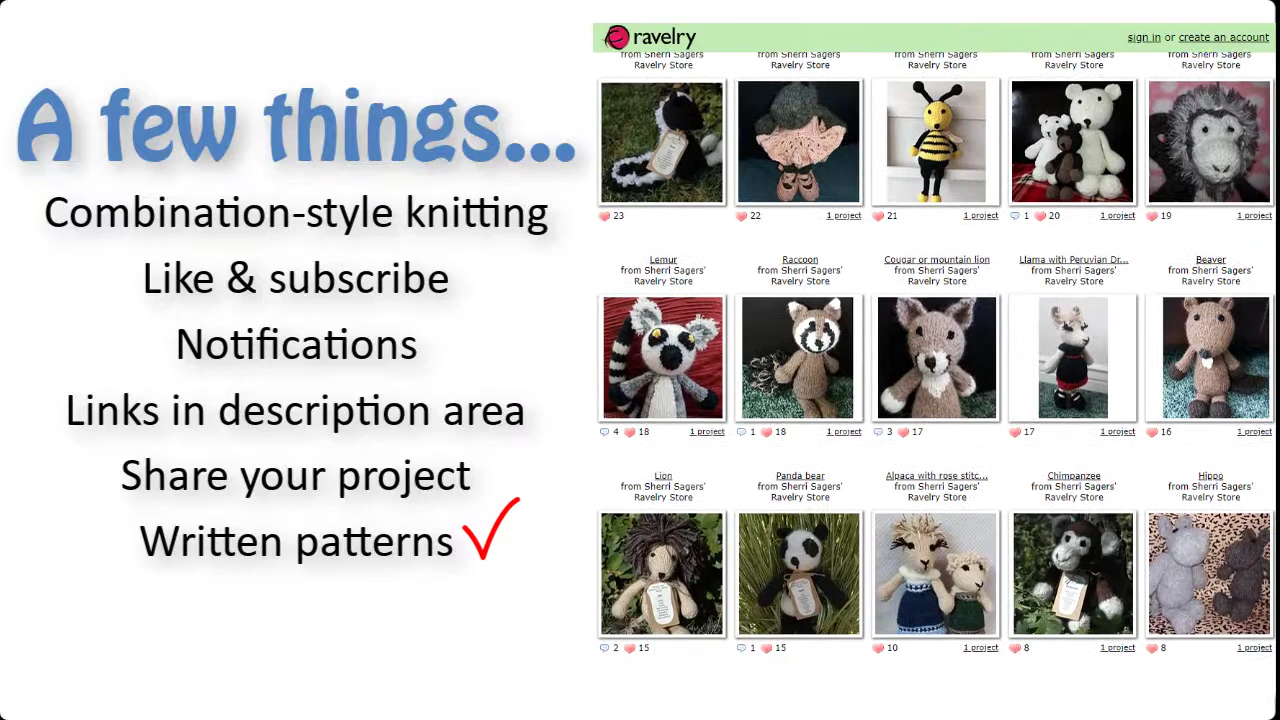 A few things...
Combination-style knitting
Like & subscribe
Notifications
Links in description area
Share your project
Written patterns
ravelry
sign in or create an account
from Sherri Sagers' from Sherri Sagers' from Sherri Sagers' from Sherri Sagers' from Sherri Sagers'
Ravelry Store Ravelry Store Ravelry Store Ravelry Store Ravelry Store
23 22 1 project 21 1 project 1 20 1 project 19 1 project
Lemur Raccoon Cougar or mountain lion Llama with Peruvian Dr... Beaver
from Sherri Sagers' from Sherri Sagers' from Sherri Sagers' from Sherri Sagers' from Sherri Sagers'
Ravelry Store Ravelry Store Ravelry Store Ravelry Store Ravelry Store
4 18 1 project 1 18 1 project 3 17 17 1 project 16 1 project
Lion Panda bear Alpaca with rose stitc... Chimpanzee Hippo
from Sherri Sagers' from Sherri Sagers' from Sherri Sagers' from Sherri Sagers' from Sherri Sagers'
Ravelry Store Ravelry Store Ravelry Store Ravelry Store Ravelry Store
2 15 1 15 10 1 project 8 1 project 8 1 project